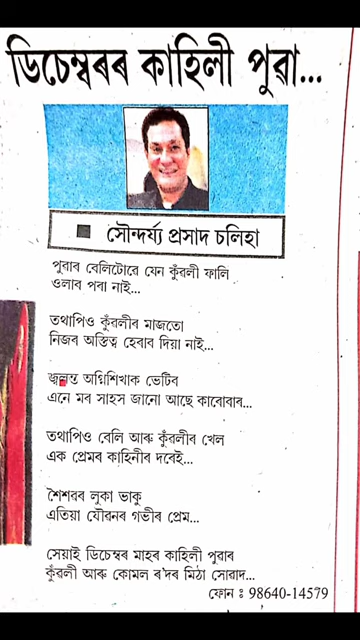 ডিচেম্বৰৰ কাহিলী পুৱা...
■ সৌন্দৰ্য্য প্ৰসাদ চলিহা
পুৱাৰ বেলিটোৱে যেন কুঁৱলী ফালি
ওলাব পৰা নাই...
তথাপিও কুঁৱলীৰ মাজতো
নিজৰ অস্তিত্ব হেৰাব দিয়া নাই...
জ্বলন্ত অগ্নিশিখাক ভেটিব
এনে মৰ সাহস জানো আছে কাৰোবাৰ...
তথাপিও বেলি আৰু কুঁৱলীৰ খেল
এক প্ৰেমৰ কাহিনীৰ দৰেই...
শৈশৱৰ লুকা ভাকু
এতিয়া যৌৱনৰ গভীৰ প্ৰেম...
সেয়াই ডিচেম্বৰ মাহৰ কাহিলী পুৱাৰ
কুঁৱলী আৰু কোমল ৰ'দৰ মিঠা সোৱাদ...
ফোন : 98640-14579